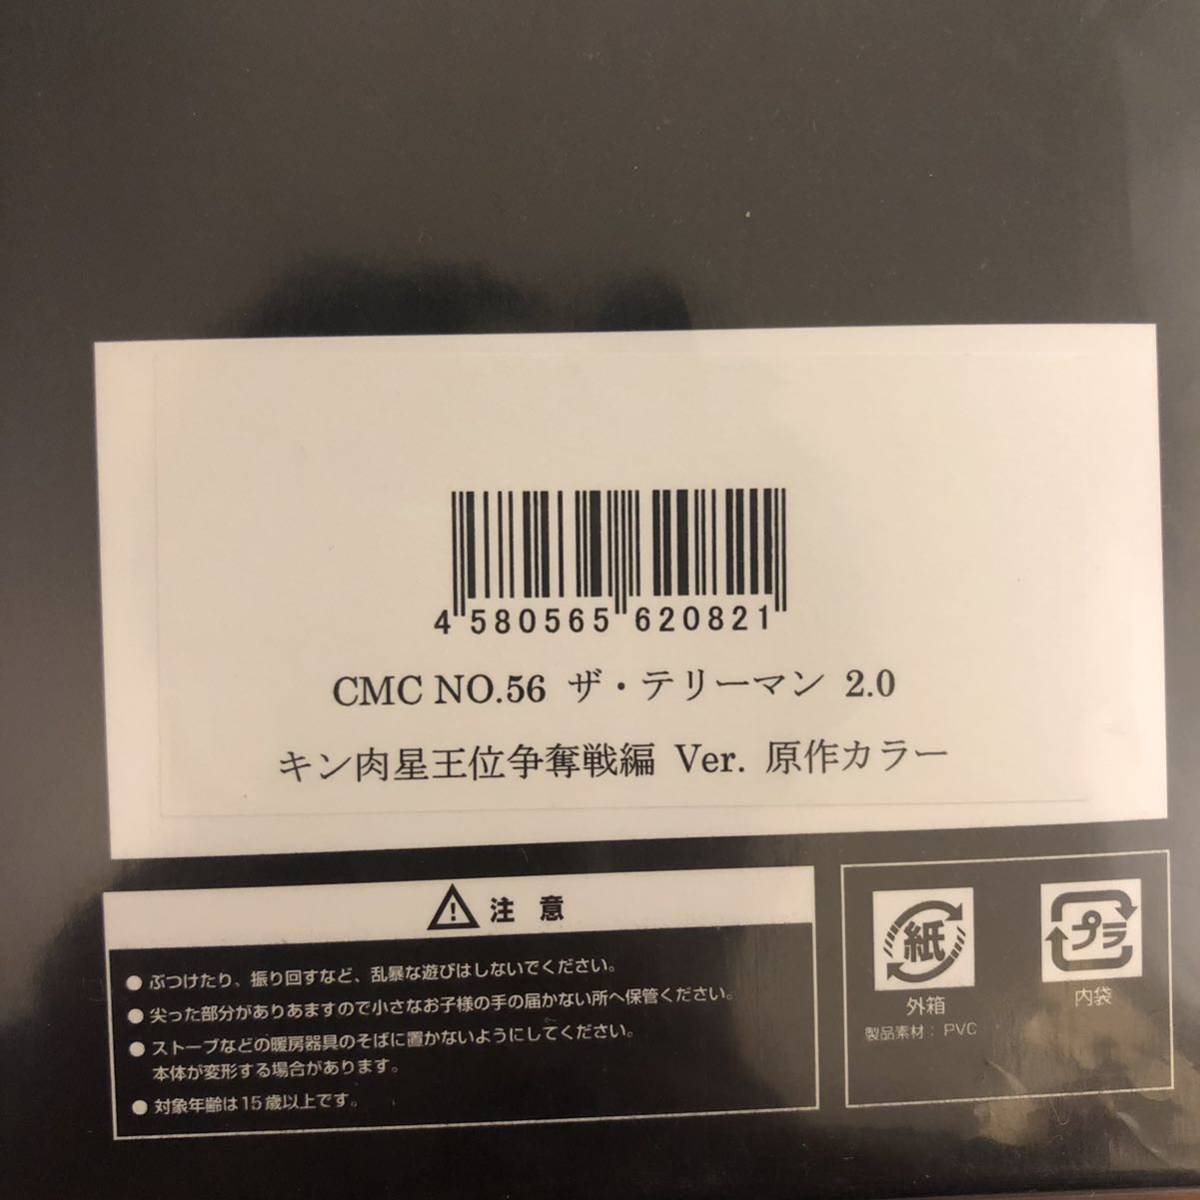 4 580565 620821
CMC NO.56 ザ・テリーマン 2.0
キン肉星王位争奪戦編 Ver. 原作カラー
注 意
● ぶつけたり、振り回すなど、乱暴な遊びはしないでください。
● 尖った部分がありあますので小さなお子様の手の届かない所へ保管ください。
● ストーブなどの暖房器具のそばに置かないようにしてください。
本体が変形する場合があります。
● 対象年齢は15歳以上です。
紙
外箱
プラ
内袋
製品素材：PVC